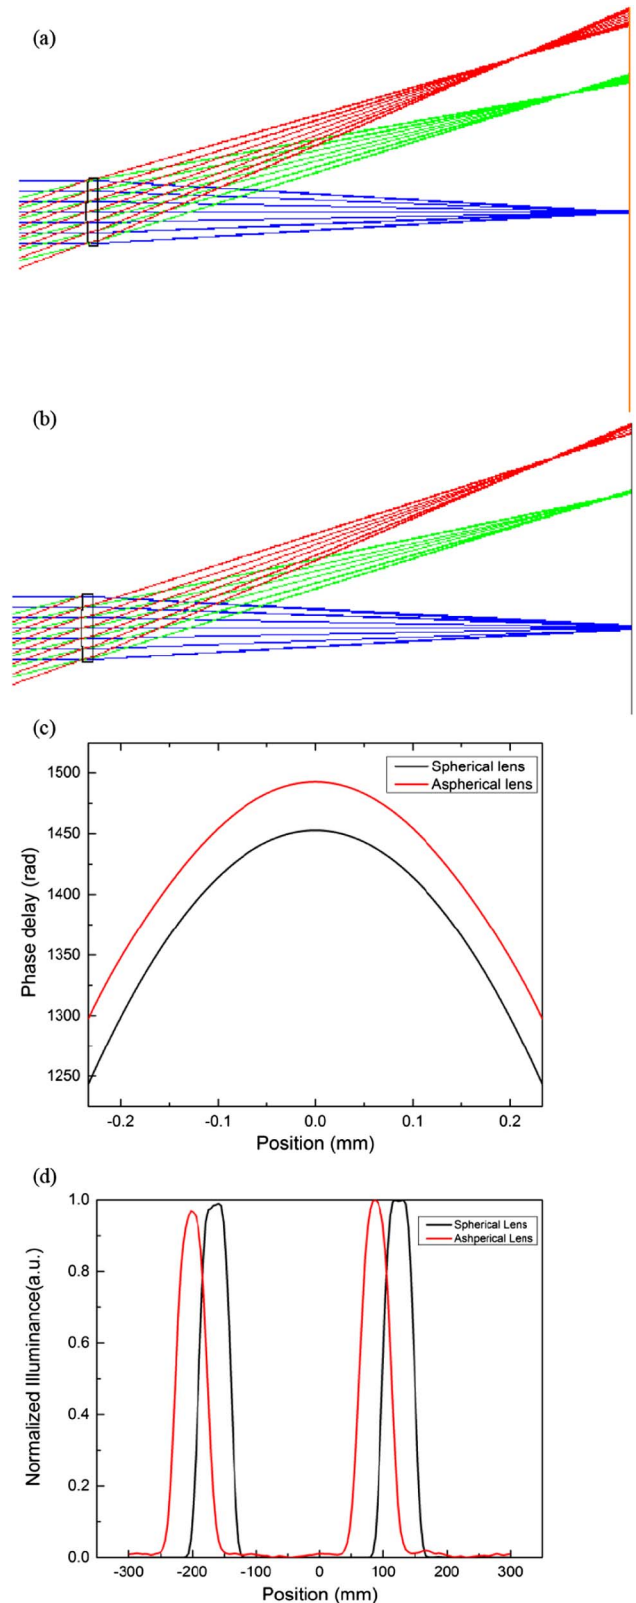 (a)
(b)
(c)
1500
1450
1400
1350
1300
1250
Phase delay (rad)
Spherical lens
Aspherical lens
-0.2
-0.1
0.0
0.1
0.2
Position (mm)
(d)
1.0
0.8
0.6
0.4
0.2
0.0
Normalized Illuminance(a.u.)
Spherical Lens
Ashperical Lens
-300
-200
-100
0
100
200
300
Position (mm)